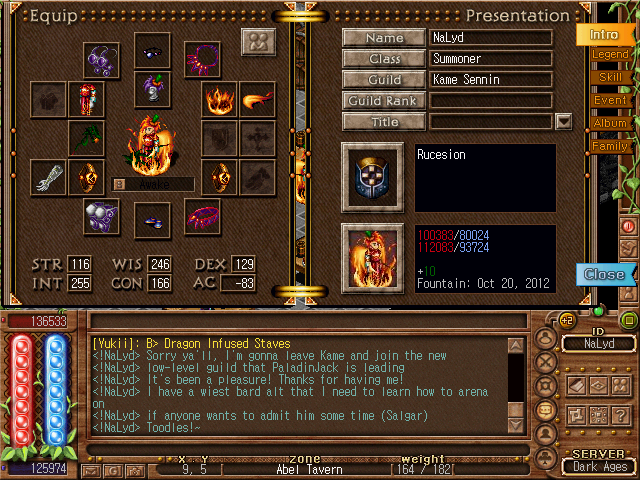 Equip
Presentation
Intro
Legend
Skill
Event
Album
Family
Close
Name NaLyd
Class Summoner
Guild Kame Sennin
Guild Rank
Title
Rucesion
100383/80024
112083/93724
+10
Fountain: Oct 20, 2012
Awake
STR 116 WIS 246 DEX 129
INT 255 CON 166 AC -83
136533
[Yukii]: B> Dragon Infused Staves
<!NaLyd> Sorry ya'll, I'm gonna leave Kame and join the new
<!NaLyd> low-level guild that PaladinJack is leading
<!NaLyd> It's been a pleasure! Thanks for having me!
<!NaLyd> I have a wiest bard alt that I need to learn how to arena
on
<!NaLyd> if anyone wants to admit him some time (Salgar)
<!NaLyd> Toodles!~
+2
ID
NaLyd
SERVER
Dark Ages
125974
x, y zone weight
9, 5 [ Abel Tavern [164 / 182[